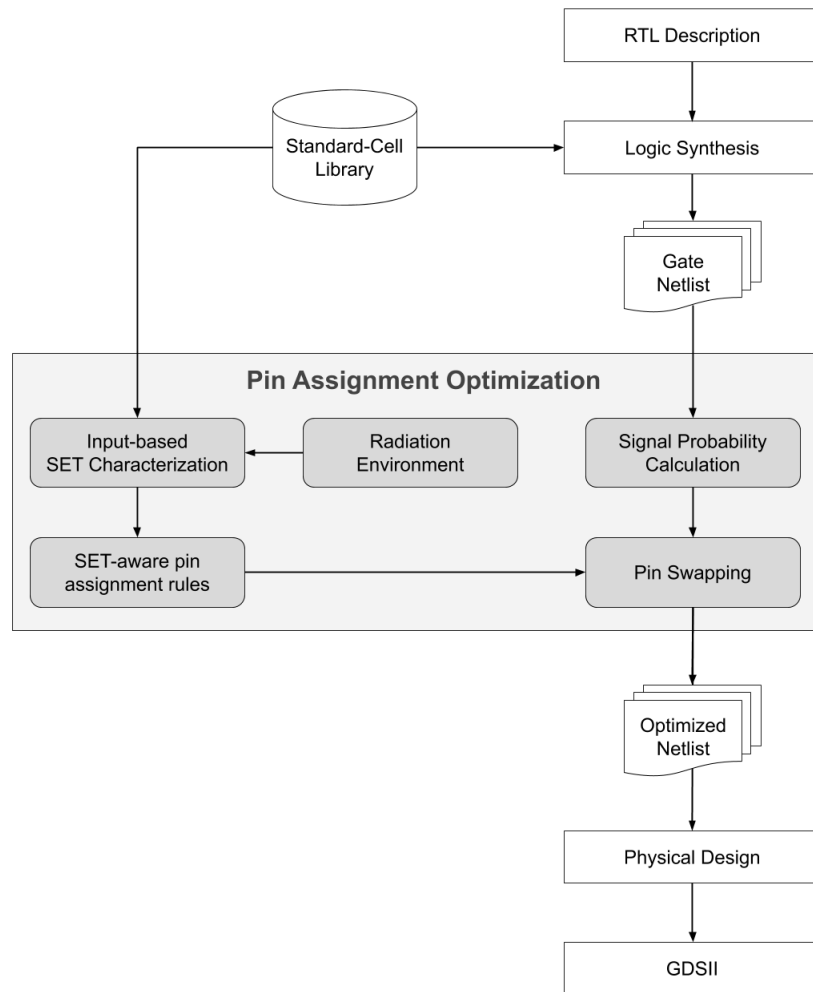 RTL Description
Standard-Cell
Library
Logic Synthesis
Gate
Netlist
Pin Assignment Optimization
Input-based
SET Characterization
Radiation
Environment
Signal Probability
Calculation
SET-aware pin
assignment rules
Pin Swapping
Optimized
Netlist
Physical Design
GDSII